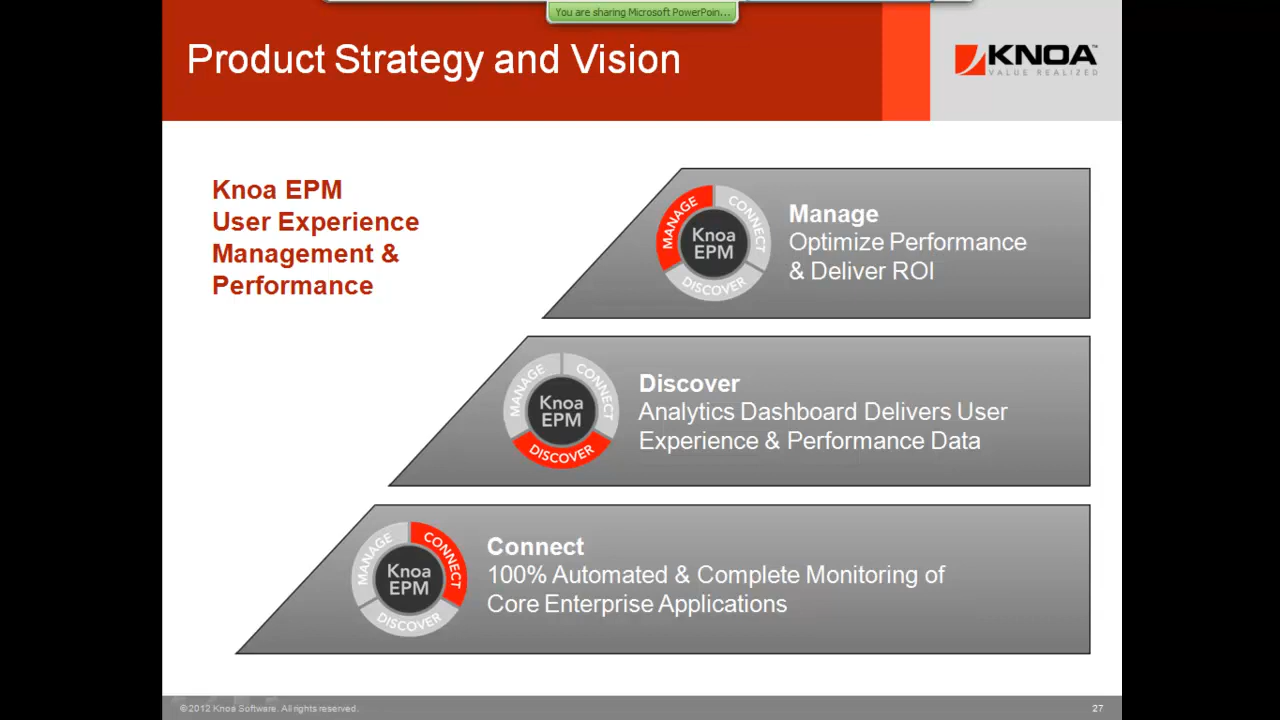 You are sharing Microsoft PowerPoin...
Product Strategy and Vision
KNOA™
VALUE REALIZED
Knoa EPM
User Experience
Management &
Performance
MANAGE
CONNECT
DISCOVER
Knoa
EPM
Manage
Optimize Performance
& Deliver ROI
MANAGE
CONNECT
DISCOVER
Knoa
EPM
Discover
Analytics Dashboard Delivers User
Experience & Performance Data
MANAGE
CONNECT
DISCOVER
Knoa
EPM
Connect
100% Automated & Complete Monitoring of
Core Enterprise Applications
© 2012 Knoa Software. All rights reserved.
27